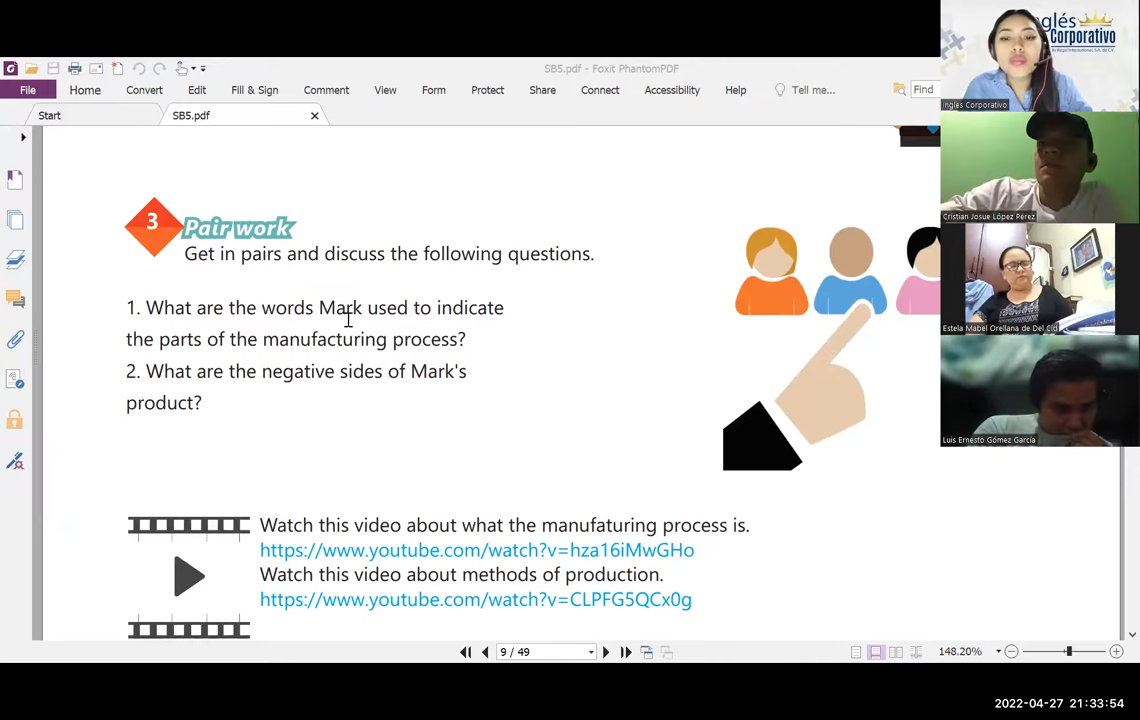 SB5.pdf - Foxit PhantomPDF
File Home Convert Edit Fill & Sign Comment View Form Protect Share Connect Accessibility Help Tell me... Find
Start SB5.pdf
3 Pair work
Get in pairs and discuss the following questions.
1. What are the words Mark used to indicate
the parts of the manufacturing process?
2. What are the negative sides of Mark's
product?
Watch this video about what the manufaturing process is.
https://www.youtube.com/watch?v=hza16iMwGHo
Watch this video about methods of production.
https://www.youtube.com/watch?v=CLPFG5QCx0g
9 / 49
148.20%
Inglés
Corporativo
Inglés Corporativo
Cristian Josue López Pérez
Estela Mabel Orellana de Del Cid
Luis Ernesto Gómez García
2022-04-27 21:33:54